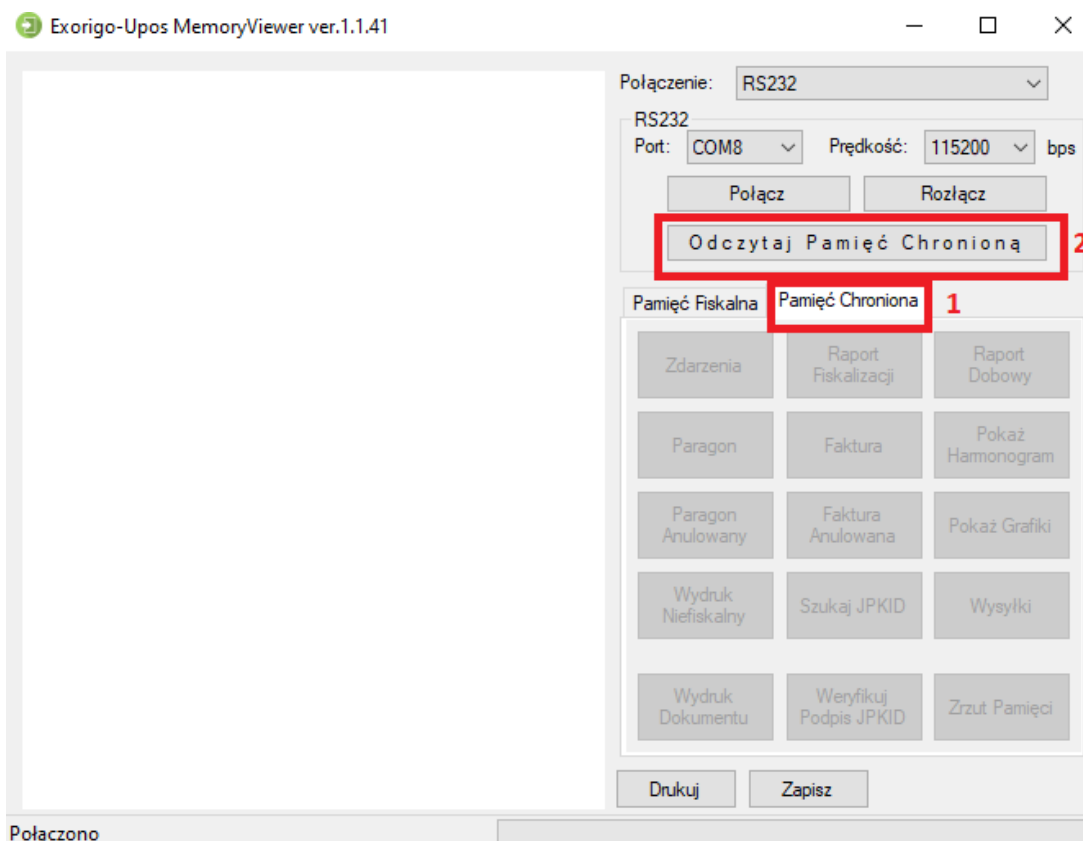 Exorigo-Upos MemoryViewer ver.1.1.41
Połączenie: RS232
RS232
Port: COM8 Prędkość: 115200 bps
Połącz Rozłącz
Odczytaj Pamięć Chronioną 2
Pamięć Fiskalna Pamięć Chroniona 1
Zdarzenia
Raport
Fiskalizacji
Raport
Dobowy
Paragon
Faktura
Pokaż
Harmonogram
Paragon
Anulowany
Faktura
Anulowana
Pokaż Grafiki
Wydruk
Niefiskalny
Szukaj JPKID
Wysyłki
Wydruk
Dokumentu
Weryfikuj
Podpis JPKID
Zrzut Pamięci
Drukuj Zapisz
Połączono